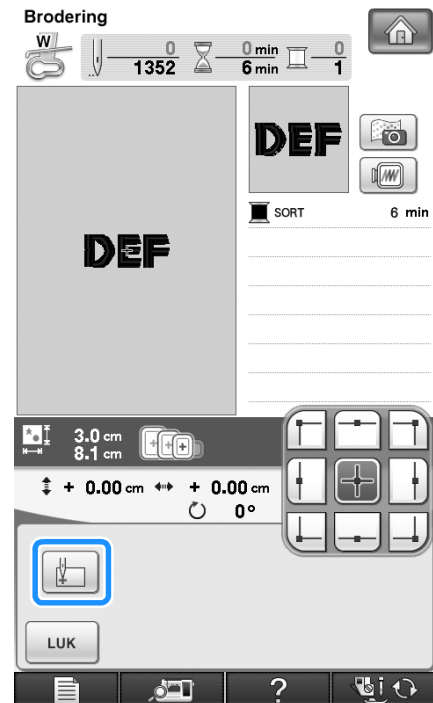 Brodering
W 0 0 min 0
1352 6 min 1
DEF
SORT 6 min
DEF
3.0 cm
8.1 cm
+ 0.00 cm + 0.00 cm
0°
LUK
?